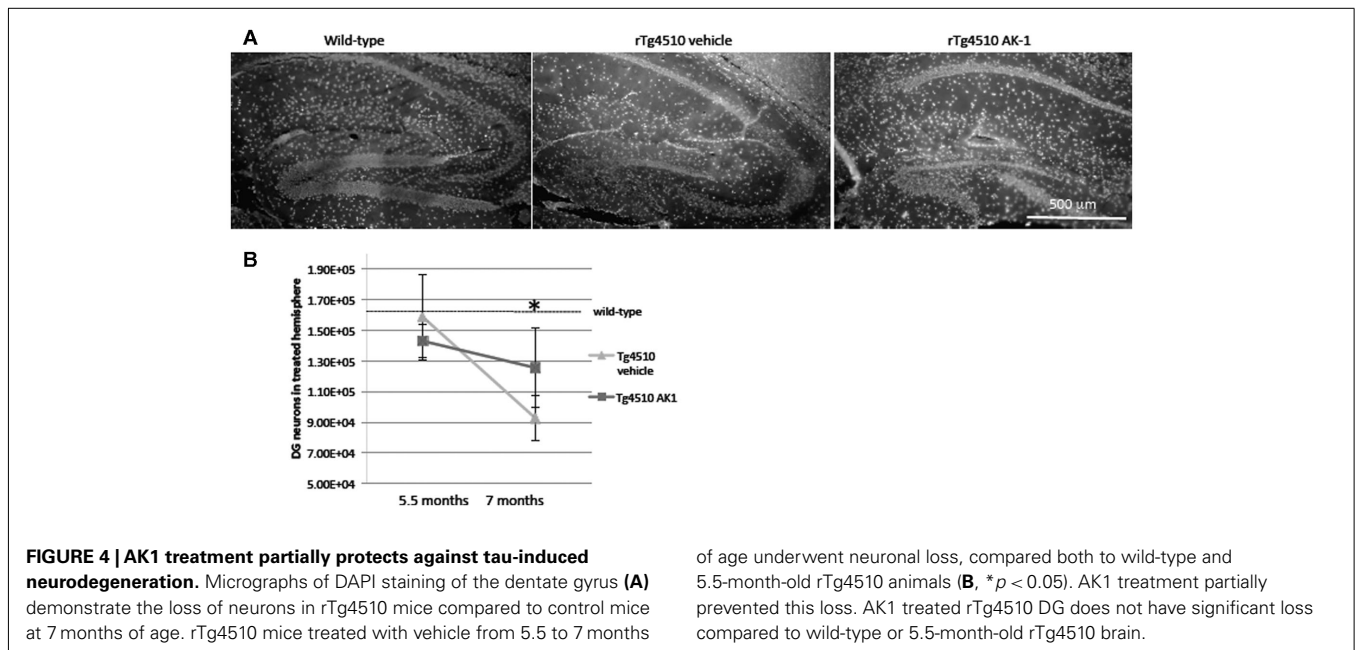 A
Wild-type
rTg4510 vehicle
rTg4510 AK-1
500 µm
B
DG neurons in treated hemisphere
1.90E+05
1.70E+05
1.50E+05
1.30E+05
1.10E+05
9.00E+04
7.00E+04
5.00E+04
*
wild-type
Tg4510
vehicle
Tg4510 AK1
5.5 months 7 months
FIGURE 4 | AK1 treatment partially protects against tau-induced
neurodegeneration. Micrographs of DAPI staining of the dentate gyrus (A)
demonstrate the loss of neurons in rTg4510 mice compared to control mice
at 7 months of age. rTg4510 mice treated with vehicle from 5.5 to 7 months
of age underwent neuronal loss, compared both to wild-type and
5.5-month-old rTg4510 animals (B, *p < 0.05). AK1 treatment partially
prevented this loss. AK1 treated rTg4510 DG does not have significant loss
compared to wild-type or 5.5-month-old rTg4510 brain.